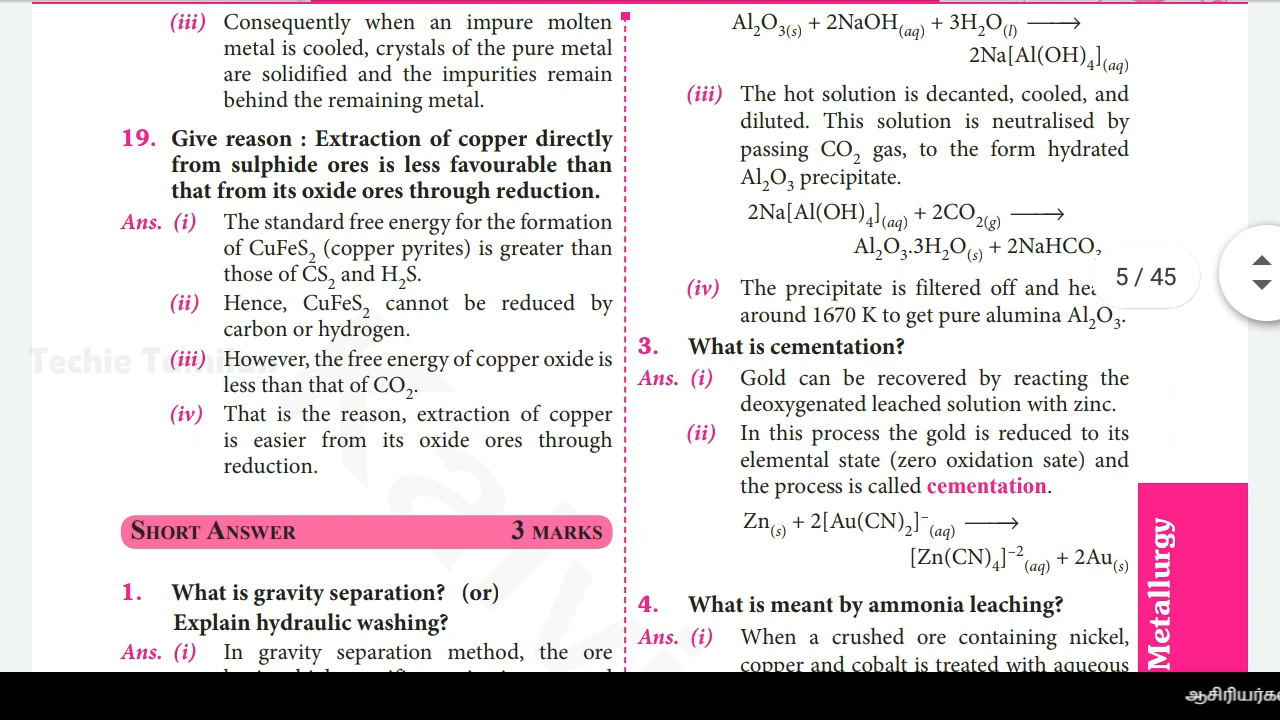 (iii) Consequently when an impure molten
metal is cooled, crystals of the pure metal
are solidified and the impurities remain
behind the remaining metal.
19. Give reason : Extraction of copper directly
from sulphide ores is less favourable than
that from its oxide ores through reduction.
Ans. (i) The standard free energy for the formation
of CuFeS₂ (copper pyrites) is greater than
those of CS₂ and H₂S.
(ii) Hence, CuFeS₂ cannot be reduced by
carbon or hydrogen.
(iii) However, the free energy of copper oxide is
less than that of CO₂.
(iv) That is the reason, extraction of copper
is easier from its oxide ores through
reduction.
SHORT ANSWER 3 MARKS
1. What is gravity separation? (or)
Explain hydraulic washing?
Ans. (i) In gravity separation method, the ore
Al₂O₃(s) + 2NaOH(aq) + 3H₂O(l) ⟶
2Na[Al(OH)₄](aq)
(iii) The hot solution is decanted, cooled, and
diluted. This solution is neutralised by
passing CO₂ gas, to the form hydrated
Al₂O₃ precipitate.
2Na[Al(OH)₄](aq) + 2CO₂(g) ⟶
Al₂O₃.3H₂O(s) + 2NaHCO₃
(iv) The precipitate is filtered off and
around 1670 K to get pure alumina Al₂O₃.
3. What is cementation?
Ans. (i) Gold can be recovered by reacting the
deoxygenated leached solution with zinc.
(ii) In this process the gold is reduced to its
elemental state (zero oxidation sate) and
the process is called cementation.
Zn(s) + 2[Au(CN)₂]⁻(aq) ⟶
[Zn(CN)₄]⁻²(aq) + 2Au(s)
4. What is meant by ammonia leaching?
Ans. (i) When a crushed ore containing nickel,
copper and cobalt is treated with aqueous
5 / 45
Metallurgy
Techie Tamilan
Kalvi